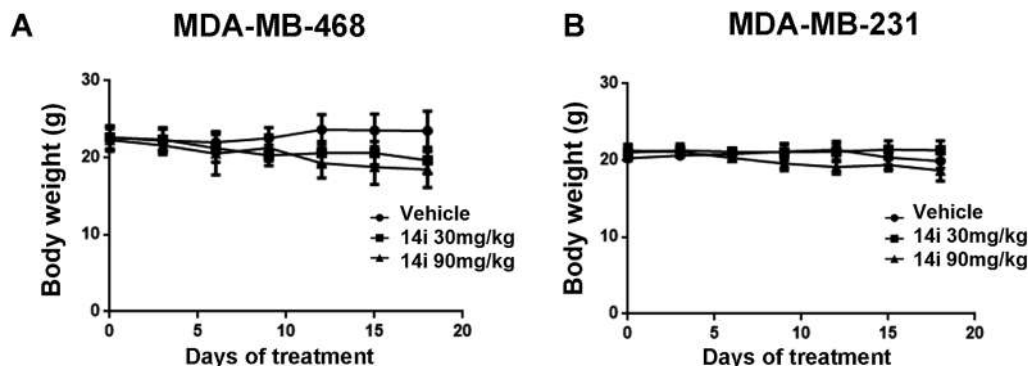 A
MDA-MB-468
Body weight (g)
30
20
10
0
0 5 10 15 20
Days of treatment
Vehicle
14i 30mg/kg
14i 90mg/kg
B
MDA-MB-231
Body weight (g)
30
20
10
0
0 5 10 15 20
Days of treatment
Vehicle
14i 30mg/kg
14i 90mg/kg